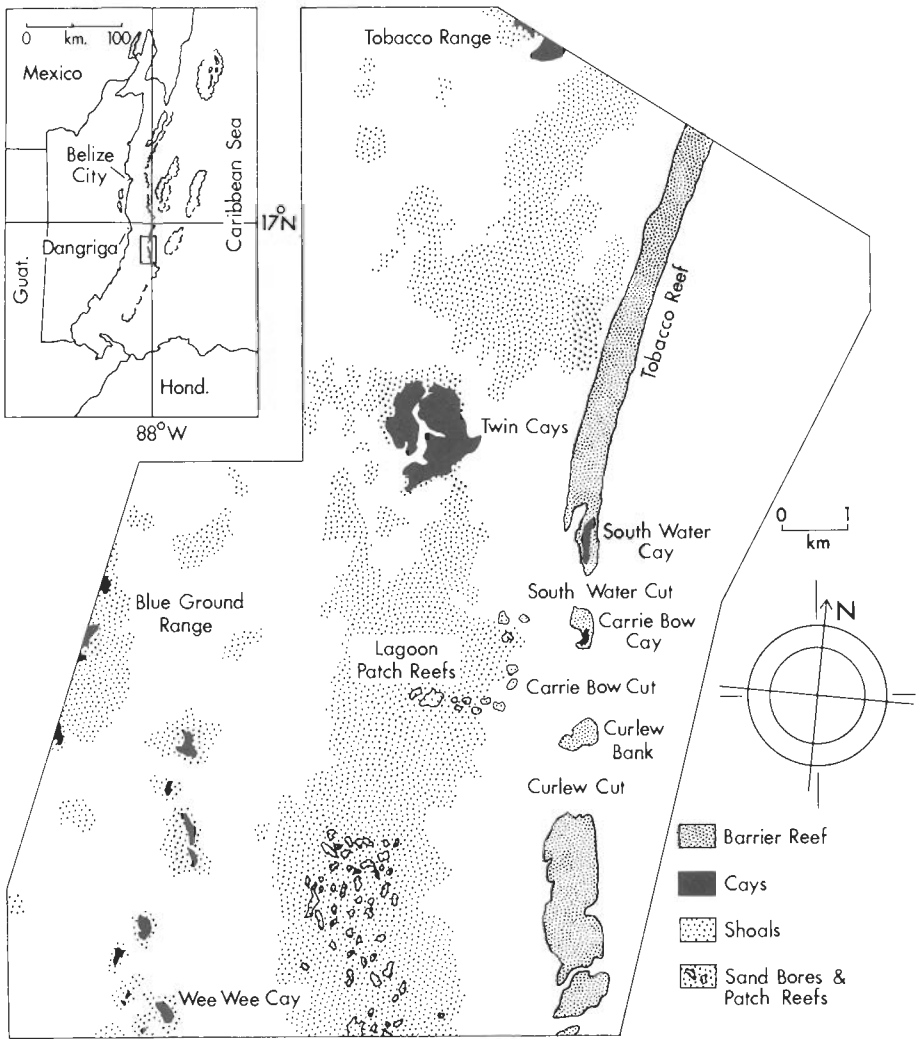 0 km. 100
Mexico
Belize
City
Caribbean Sea
17°N
Dangriga
Guat.
Hond.
88°W
Tobacco Range
Tobacco Reef
Twin Cays
South Water
Cay
0 1
km
South Water Cut
Carrie Bow
Cay
Blue Ground
Range
Lagoon
Patch Reefs
Carrie Bow Cut
N
Curlew
Bank
Curlew Cut
Barrier Reef
Cays
Shoals
Sand Bores &
Patch Reefs
Wee Wee Cay